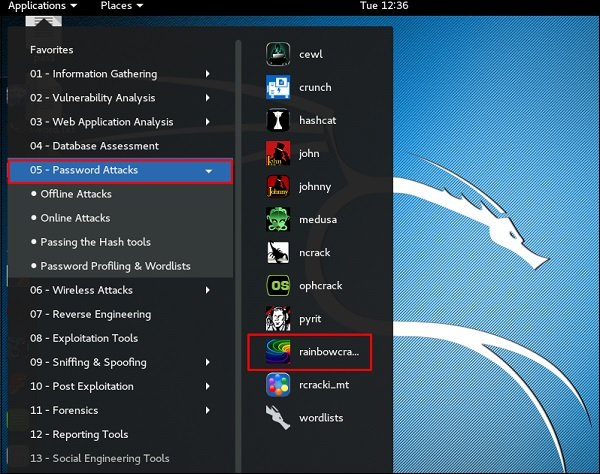 Applications Places Tue 12:36
Favorites
01 - Information Gathering
02 - Vulnerability Analysis
03 - Web Application Analysis
04 - Database Assessment
05 - Password Attacks
Offline Attacks
Online Attacks
Passing the Hash tools
Password Profiling & Wordlists
06 - Wireless Attacks
07 - Reverse Engineering
08 - Exploitation Tools
09 - Sniffing & Spoofing
10 - Post Exploitation
11 - Forensics
12 - Reporting Tools
13 - Social Engineering Tools
cewl
crunch
hashcat
john
johnny
medusa
ncrack
OS
ophcrack
pyrit
rainbowcra...
rcracki_mt
wordlists